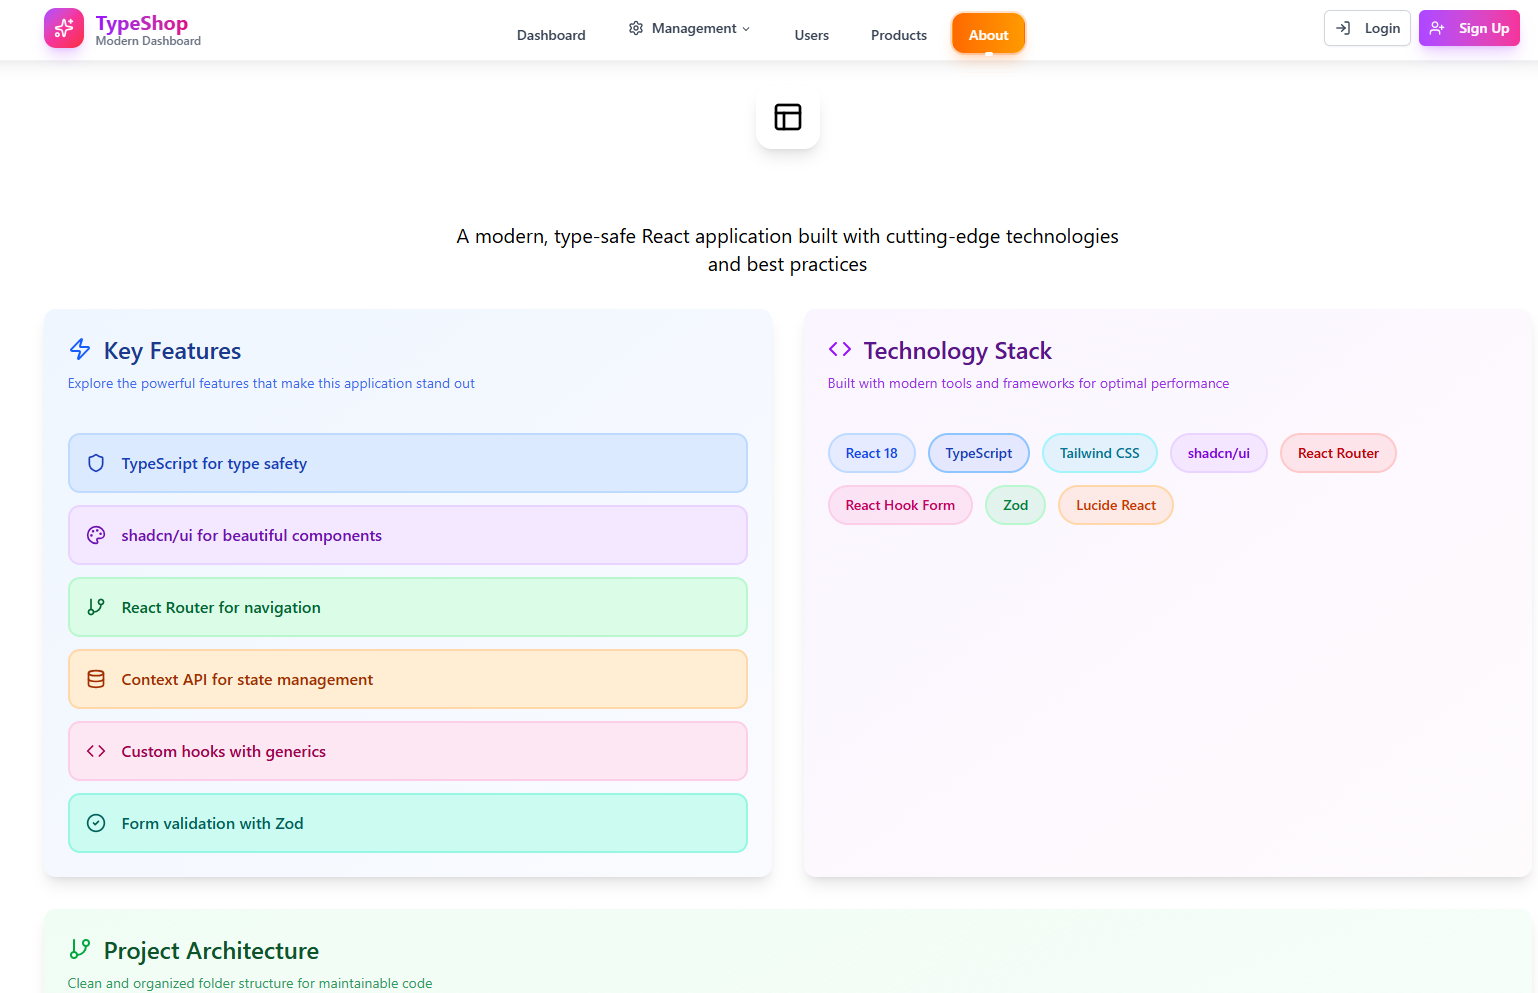 TypeShop
Modern Dashboard
Dashboard
Management
Users
Products
About
Login
Sign Up
A modern, type-safe React application built with cutting-edge technologies
and best practices
Key Features
Explore the powerful features that make this application stand out
TypeScript for type safety
shadcn/ui for beautiful components
React Router for navigation
Context API for state management
Custom hooks with generics
Form validation with Zod
Technology Stack
Built with modern tools and frameworks for optimal performance
React 18
TypeScript
Tailwind CSS
shadcn/ui
React Router
React Hook Form
Zod
Lucide React
Project Architecture
Clean and organized folder structure for maintainable code